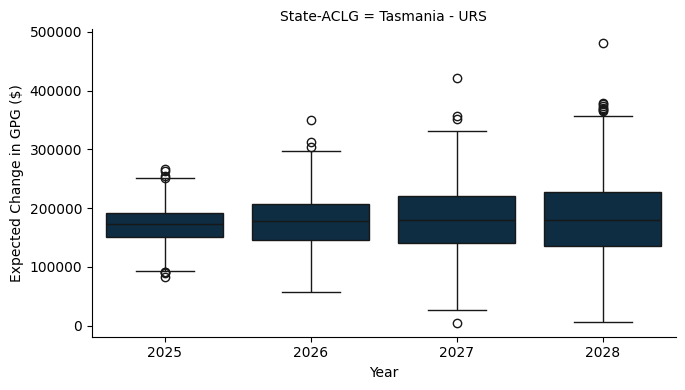 State-ACLG = Tasmania - URS
500000
400000
300000
200000
100000
0
Expected Change in GPG ($)
2025 2026 2027 2028
Year